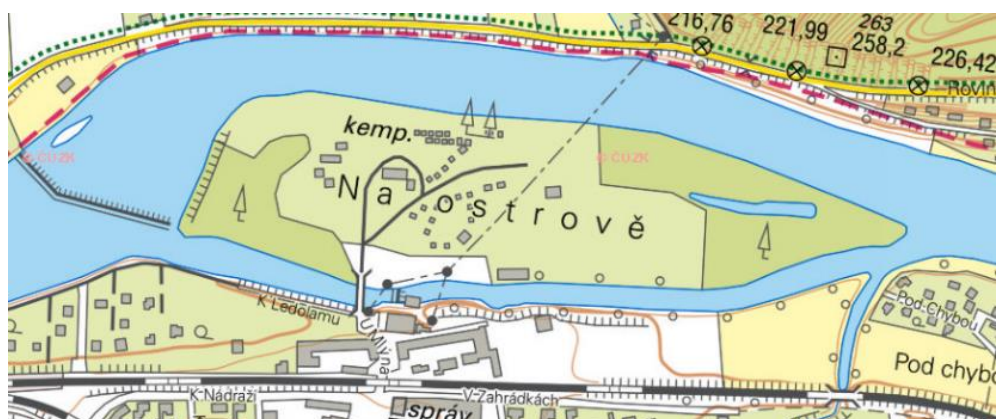 216,76
221,99
263
258,2
226,42
Rovin
kemp.
© ČÚZK
© ČÚZK
Na ostrově
K Ledolamu
U Mlýna
Pod Chybou
Pod chybo
K Nádraží
V Zahrádkách
správ